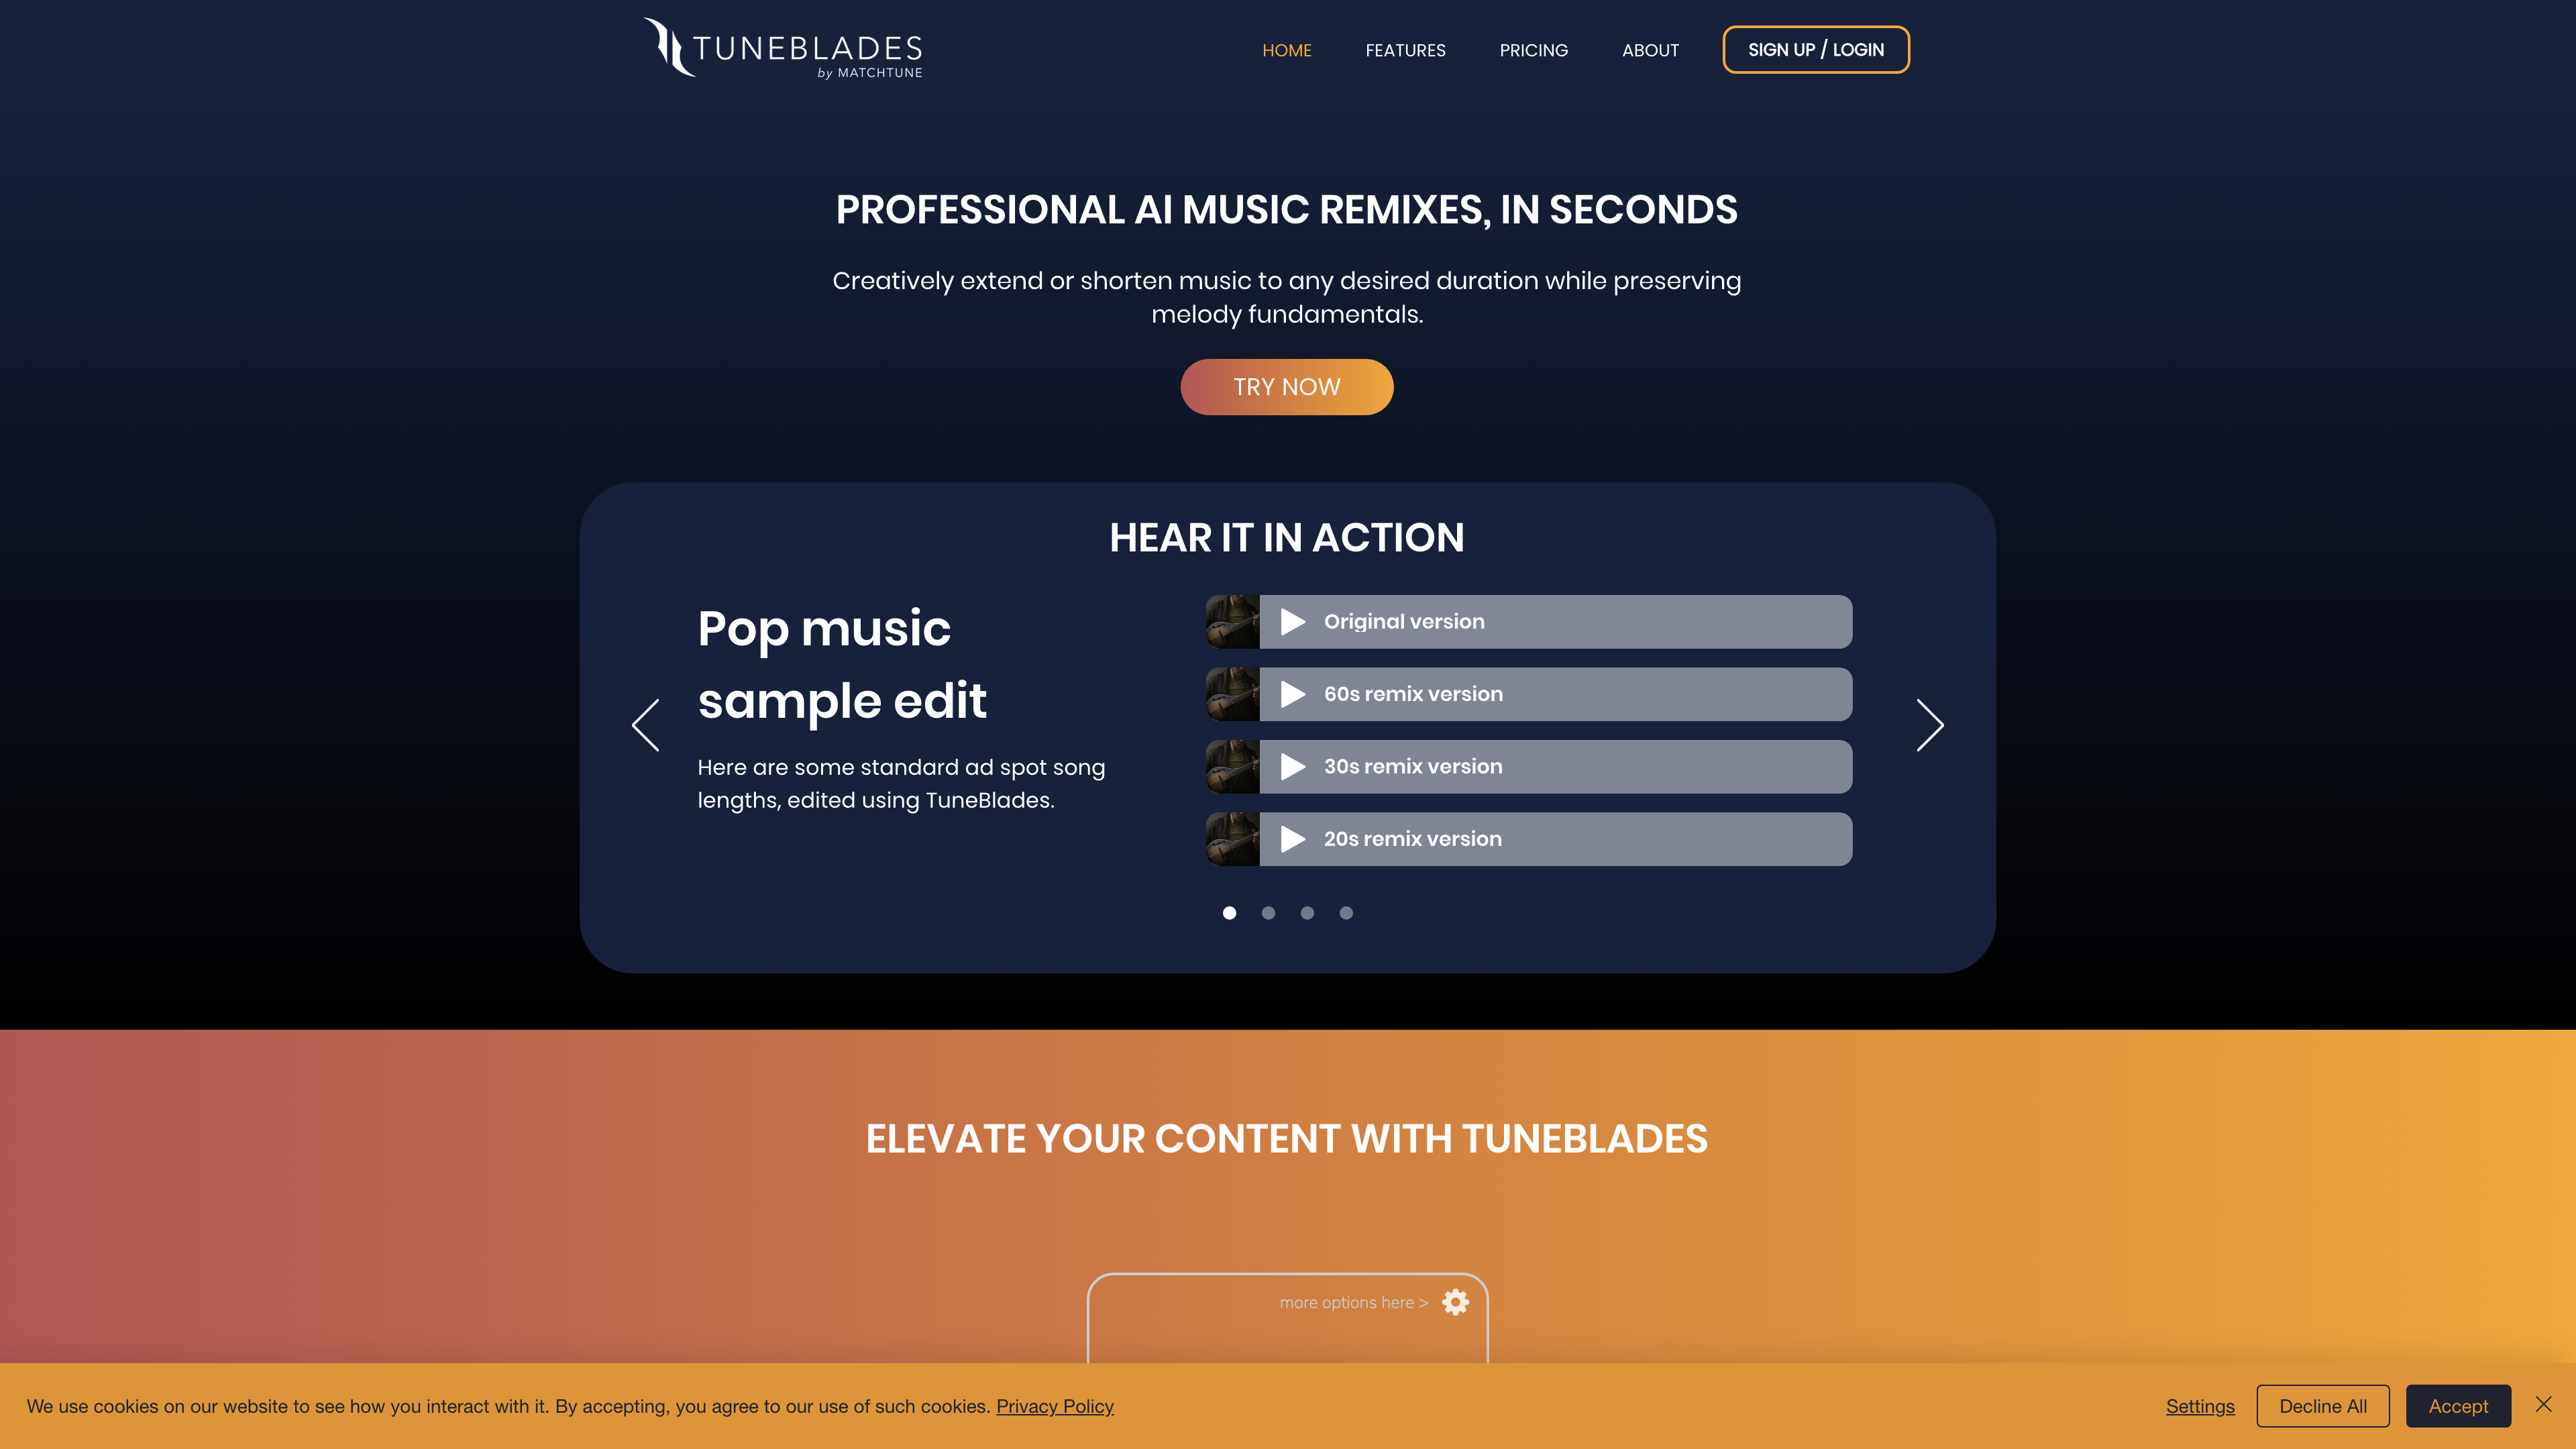 TUNEBLADES
by MATCHTUNE
HOME
FEATURES
PRICING
ABOUT
SIGN UP / LOGIN
PROFESSIONAL AI MUSIC REMIXES, IN SECONDS
Creatively extend or shorten music to any desired duration while preserving
melody fundamentals.
TRY NOW
HEAR IT IN ACTION
Pop music
sample edit
Here are some standard ad spot song
lengths, edited using TuneBlades.
Original version
60s remix version
30s remix version
20s remix version
ELEVATE YOUR CONTENT WITH TUNEBLADES
more options here >
We use cookies on our website to see how you interact with it. By accepting, you agree to our use of such cookies. Privacy Policy
Settings
Decline All
Accept